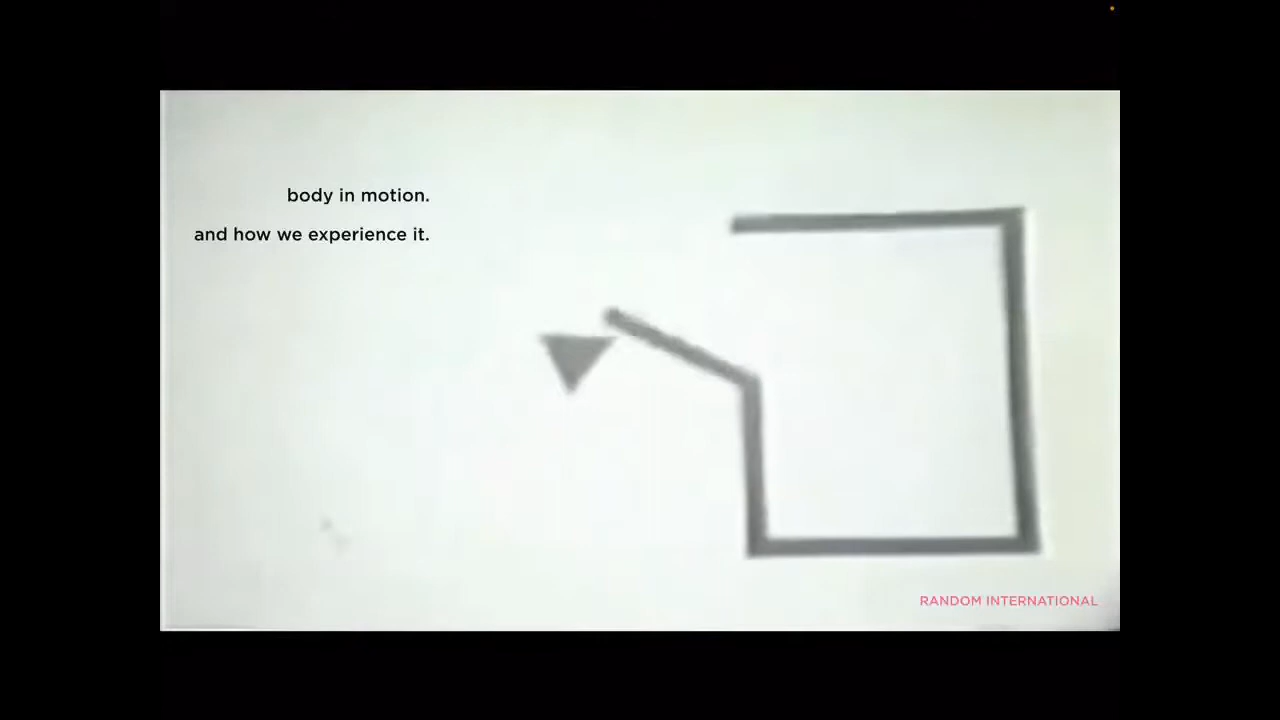 body in motion.
and how we experience it.
RANDOM INTERNATIONAL